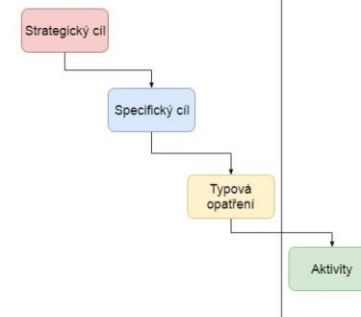 Strategický cíl
Specifický cíl
Typová
opatření
Aktivity